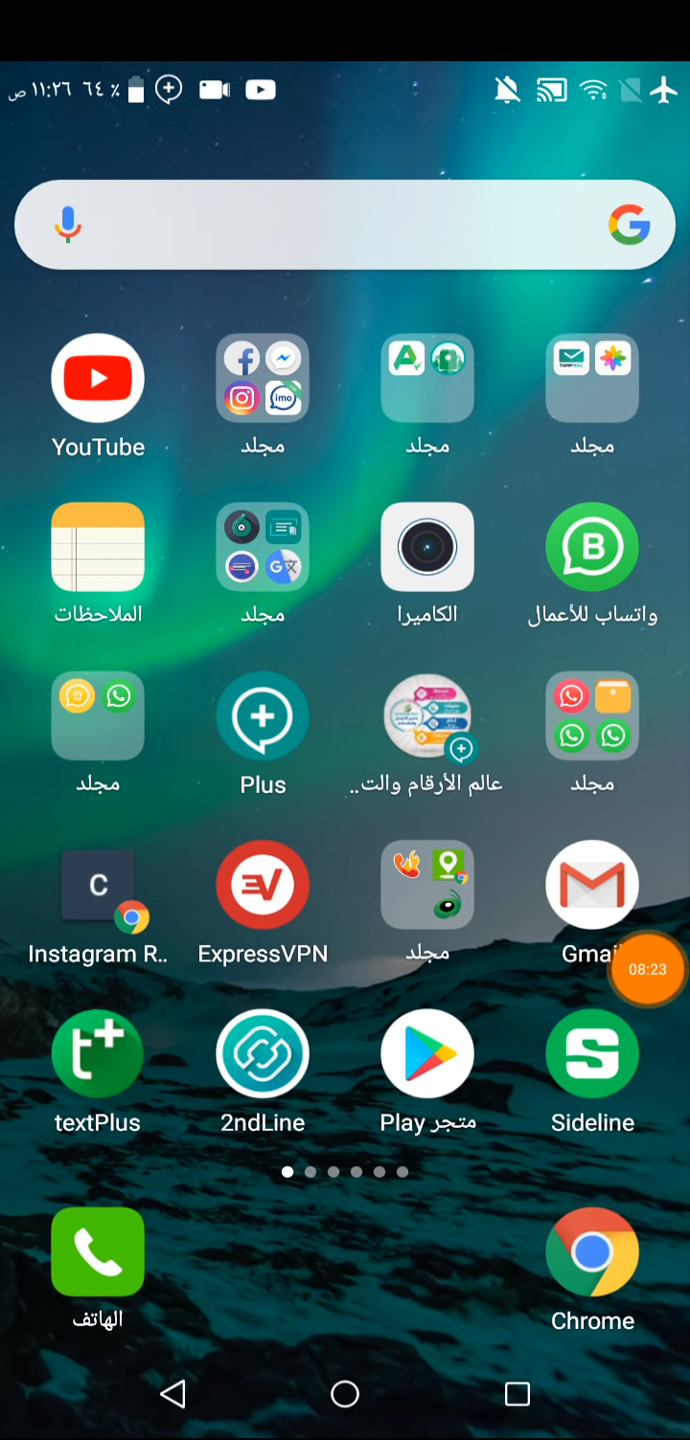 ١١:٢٦ ص ٦٤ ٪
YouTube
مجلد
مجلد
مجلد
imo
الملاحظات
مجلد
الكاميرا
واتساب للأعمال
B
مجلد
Plus
عالم الأرقام والت..
مجلد
C
Instagram R..
ExpressVPN
مجلد
Gmai
08:23
textPlus
2ndLine
متجر Play
Sideline
الهاتف
Chrome